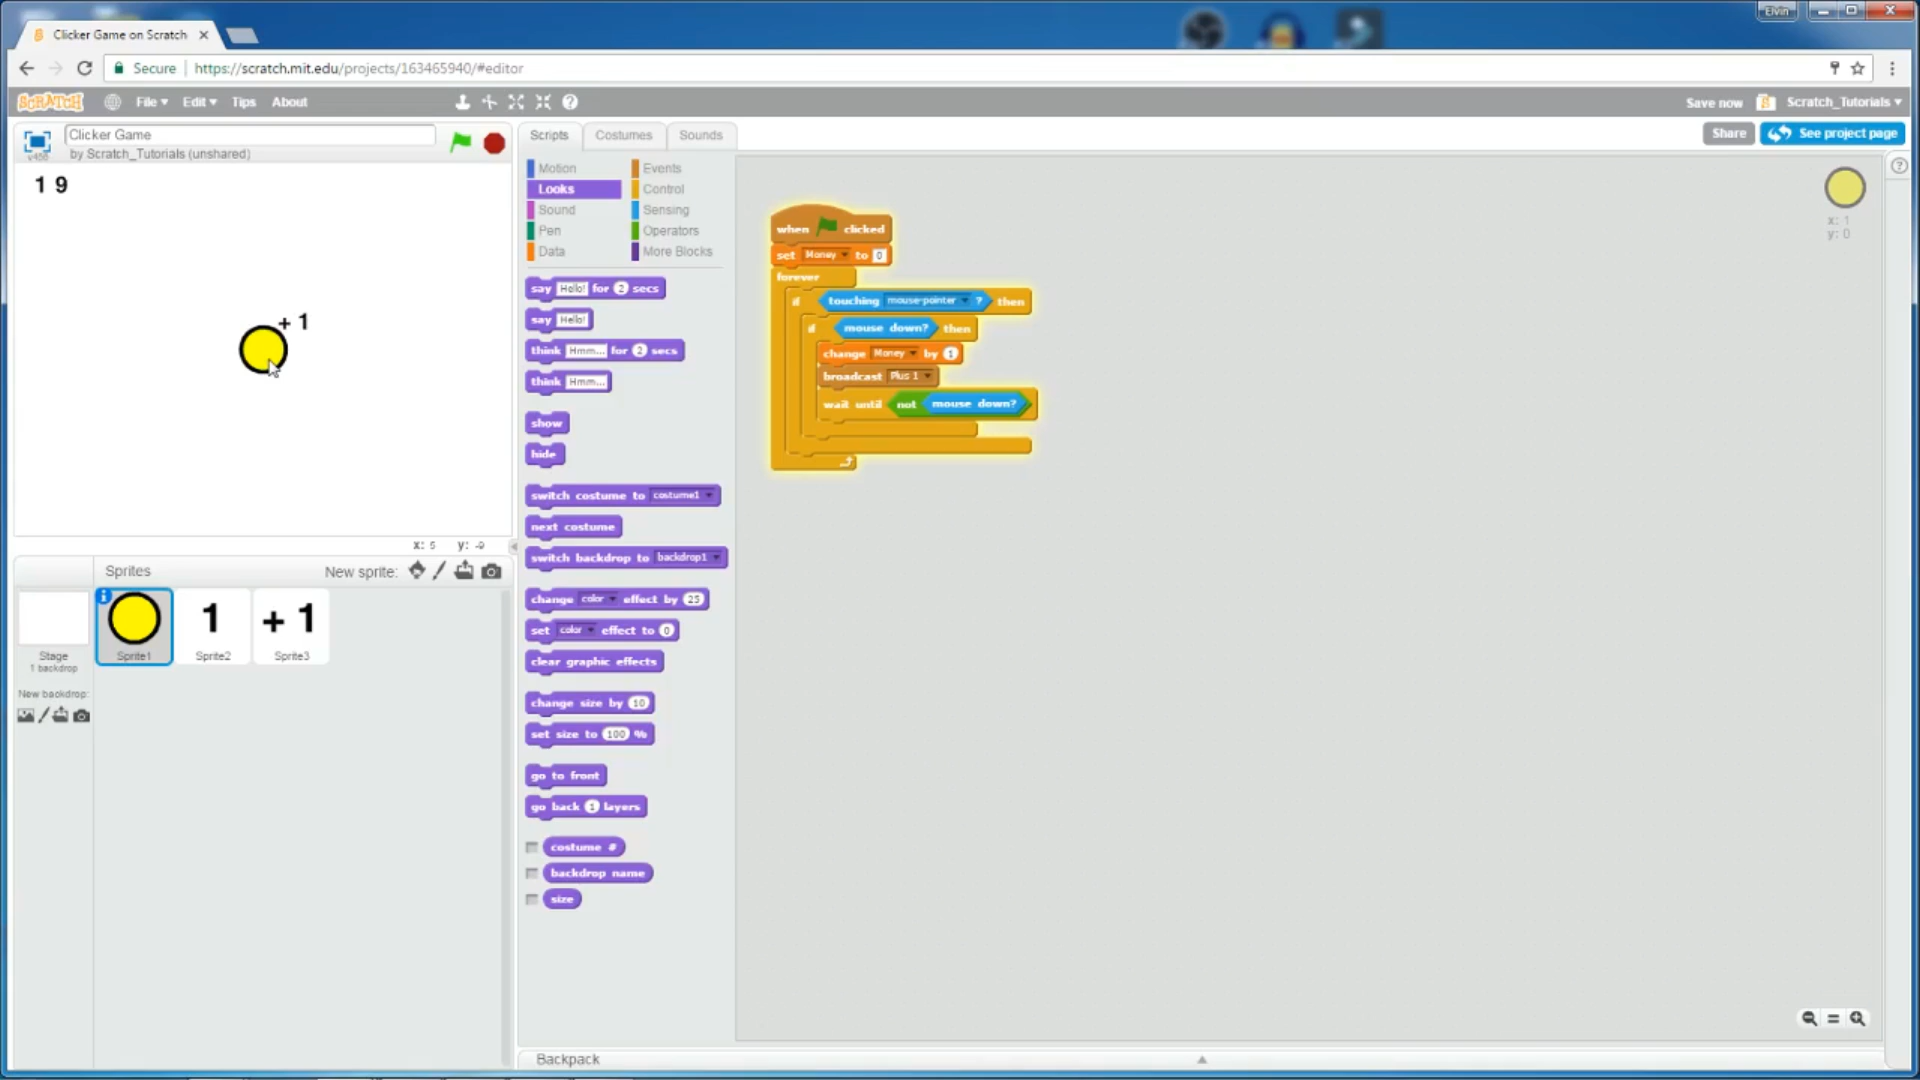 Elvin
Clicker Game on Scratch
Secure https://scratch.mit.edu/projects/163465940/#editor
SCRATCH File Edit Tips About Save now Scratch_Tutorials
Clicker Game
by Scratch_Tutorials (unshared)
v456
Scripts Costumes Sounds
Share See project page
1 9
+ 1
Motion Events
Looks Control
Sound Sensing
Pen Operators
Data More Blocks
say Hello! for 2 secs
say Hello!
think Hmm... for 2 secs
think Hmm...
show
hide
switch costume to costume1
next costume
switch backdrop to backdrop1
change color effect by 25
set color effect to 0
clear graphic effects
change size by 10
set size to 100 %
go to front
go back 1 layers
costume #
backdrop name
size
when clicked
set Money to 0
forever
if touching mouse-pointer ? then
if mouse down? then
change Money by 1
broadcast Plus 1
wait until not mouse down?
x: 1
y: 0
x: 5 y: -9
Sprites New sprite:
1 + 1
Sprite1 Sprite2 Sprite3
Stage
1 backdrop
New backdrop:
Backpack